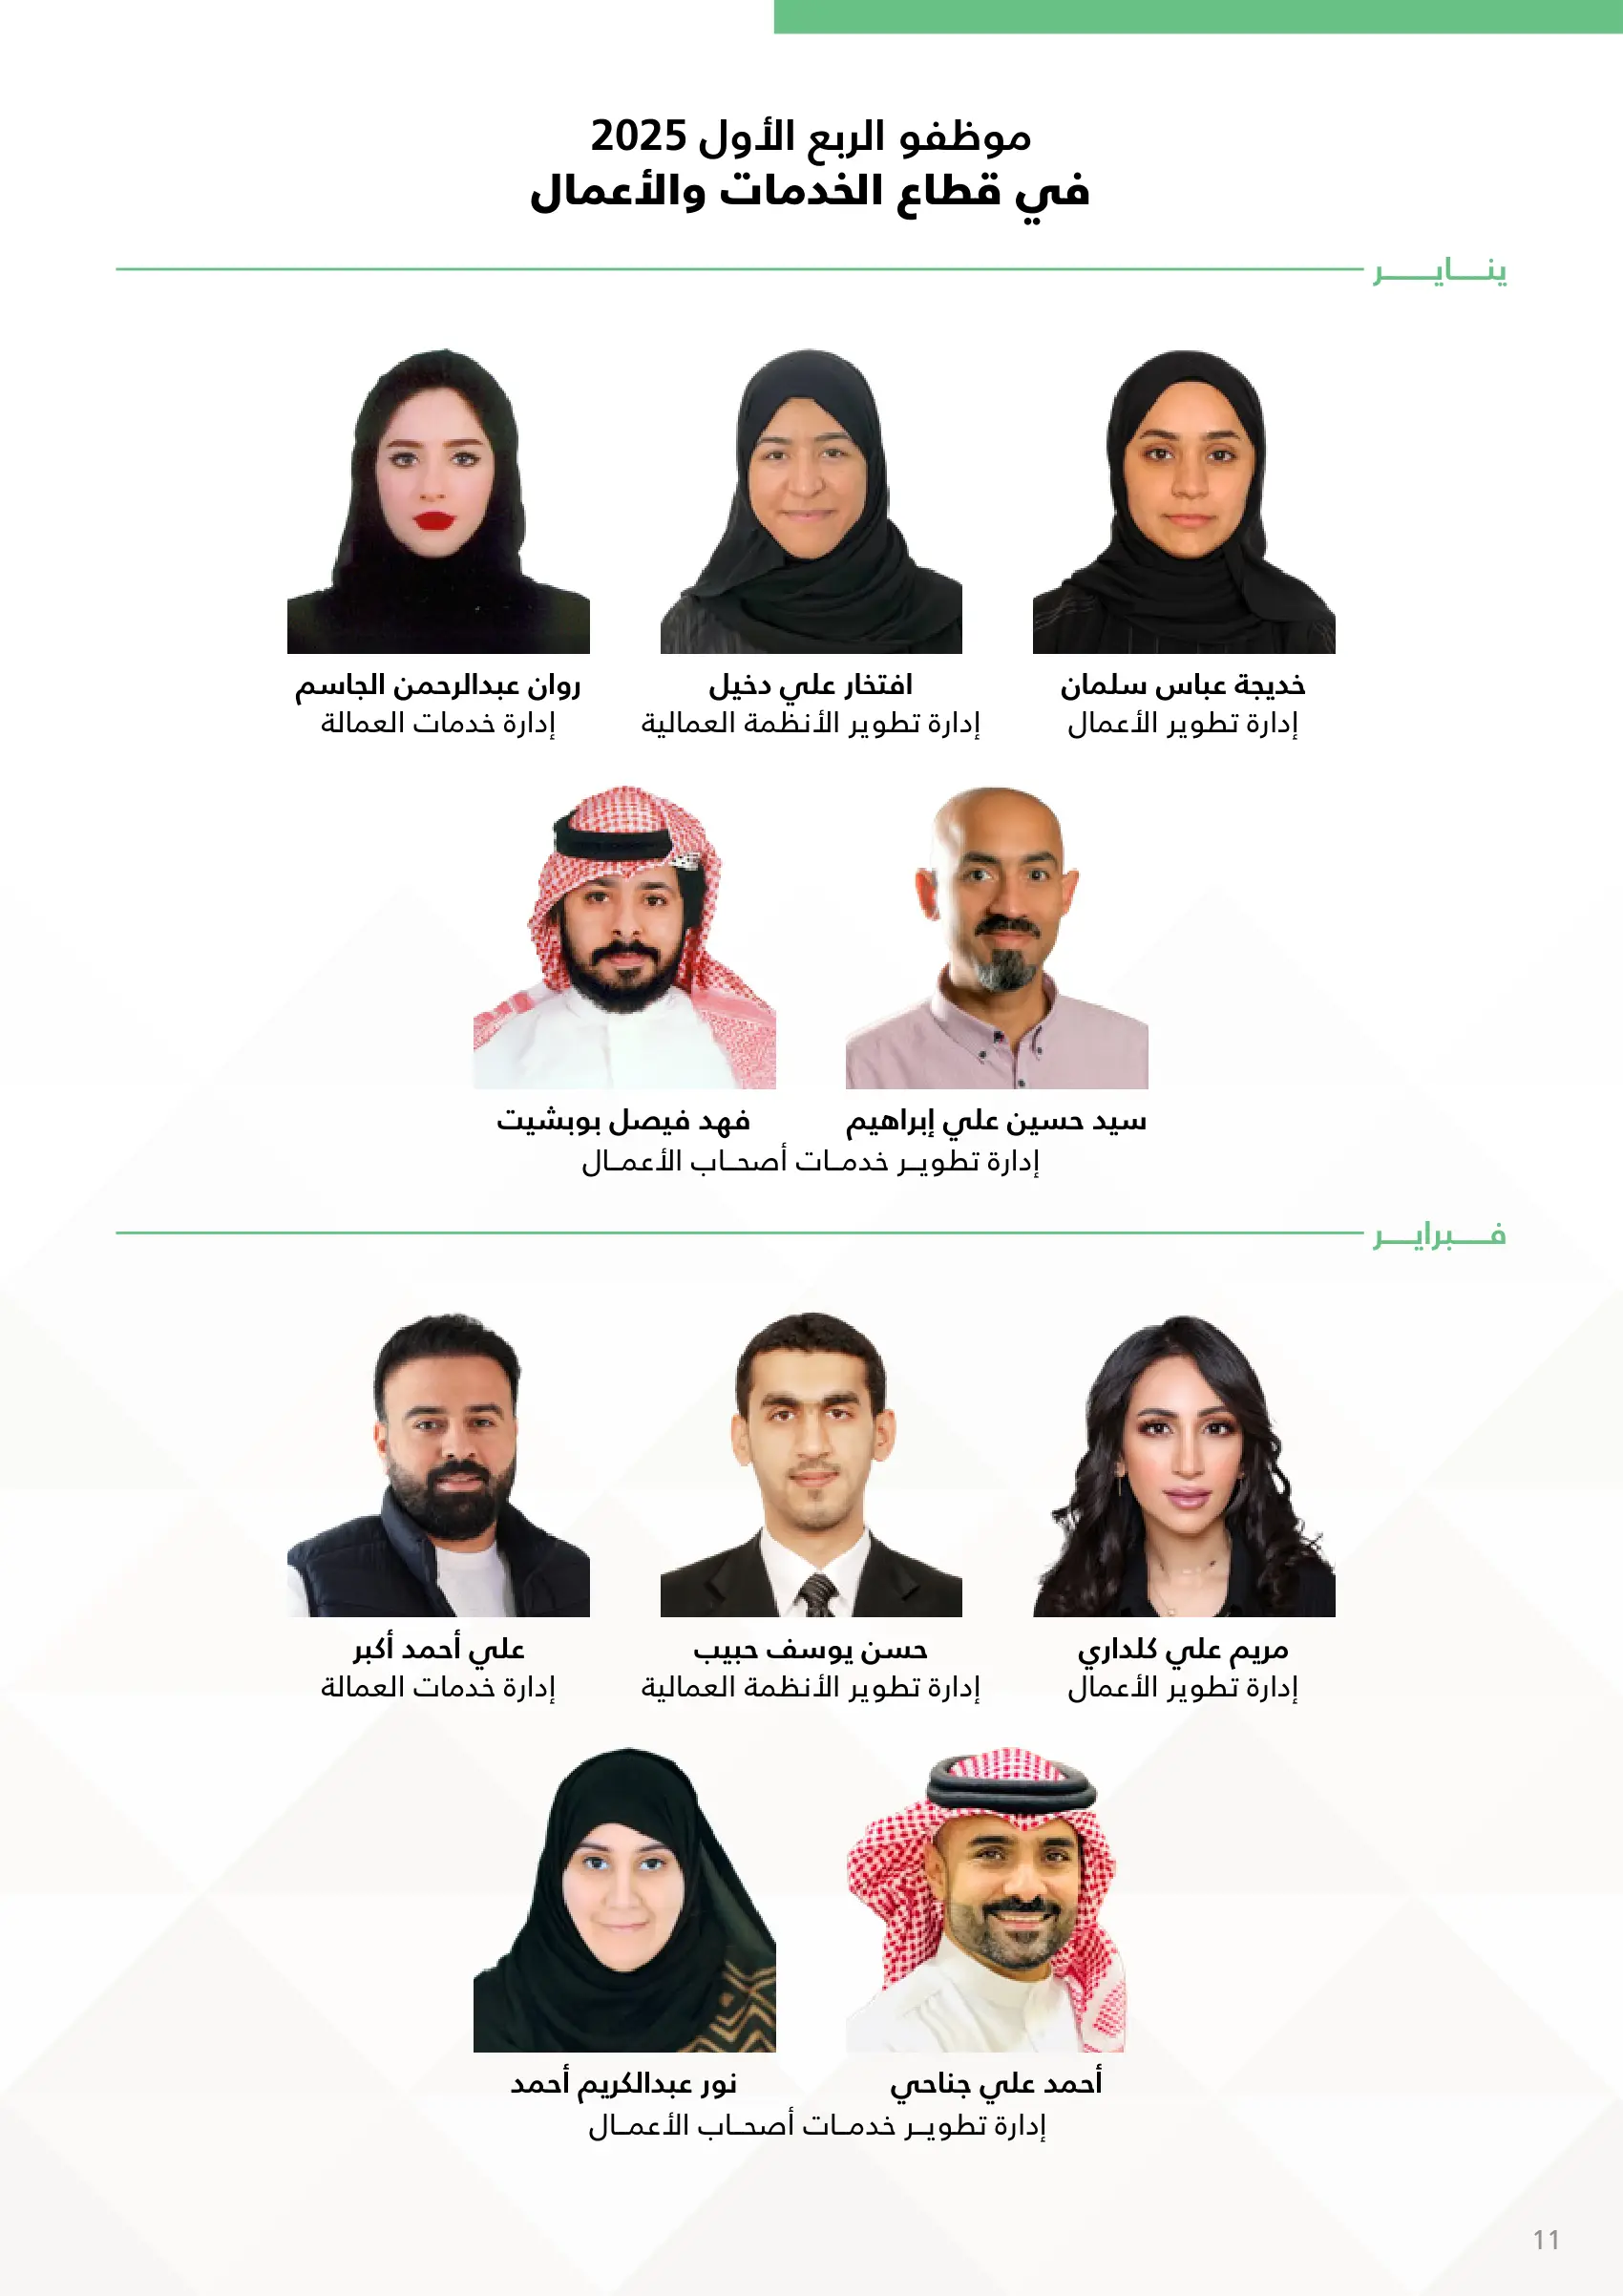 موظفو الربع الأول 2025
في قطاع الخدمات والأعمال
ينـــايـــــر
خديجة عباس سلمان
إدارة تطوير الأعمال
افتخار علي دخيل
إدارة تطوير الأنظمة العمالية
روان عبدالرحمن الجاسم
إدارة خدمات العمالة
سيد حسين علي إبراهيم
فهد فيصل بوبشيت
إدارة تطويـر خدمـات أصحـاب الأعمـال
فــــبرايــــر
مريم علي كلداري
إدارة تطوير الأعمال
حسن يوسف حبيب
إدارة تطوير الأنظمة العمالية
علي أحمد أكبر
إدارة خدمات العمالة
أحمد علي جناحي
نور عبدالكريم أحمد
إدارة تطويـر خدمـات أصحـاب الأعمـال
11